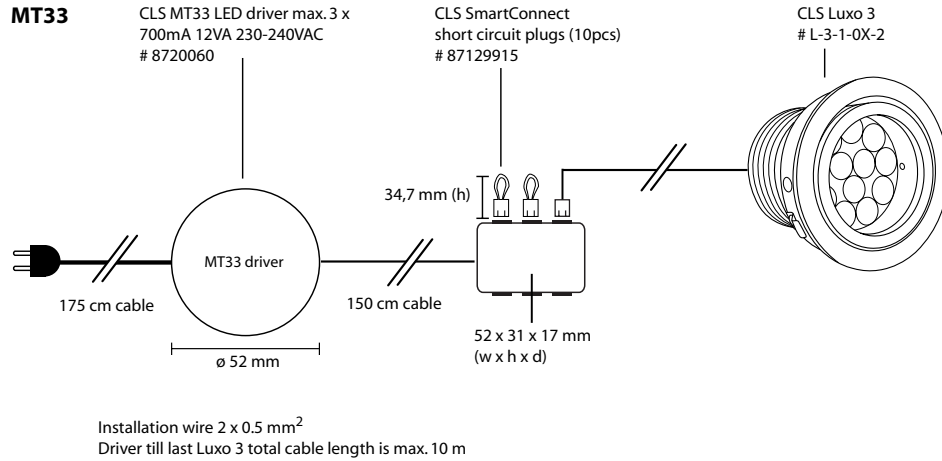 MT33
CLS MT33 LED driver max. 3 x
700mA 12VA 230-240VAC
# 8720060
CLS SmartConnect
short circuit plugs (10pcs)
# 87129915
CLS Luxo 3
# L-3-1-0X-2
34,7 mm (h)
MT33 driver
175 cm cable
150 cm cable
52 x 31 x 17 mm
(w x h x d)
ø 52 mm
Installation wire 2 x 0.5 mm²
Driver till last Luxo 3 total cable length is max. 10 m